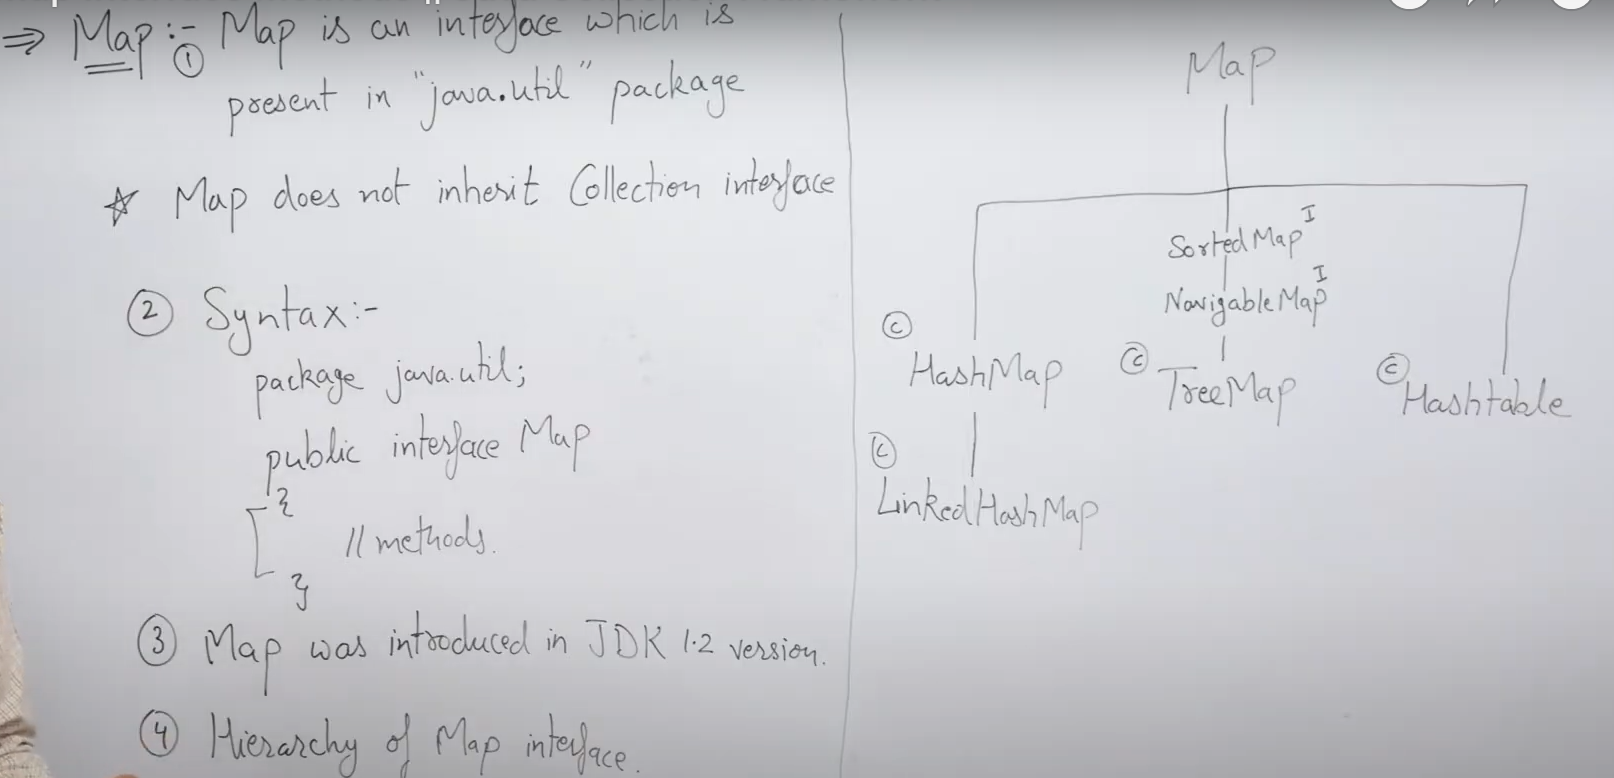 ⇒ Map :- ① Map is an interface which is
present in "java.util" package
☆ Map does not inherit Collection interface
② Syntax :-
package java.util;
public interface Map
{
// methods.
}
③ Map was introduced in JDK 1.2 version.
④ Hierarchy of Map interface.
Map
SortedMap I
NavigableMap I
© HashMap
© TreeMap
© Hashtable
© LinkedHashMap